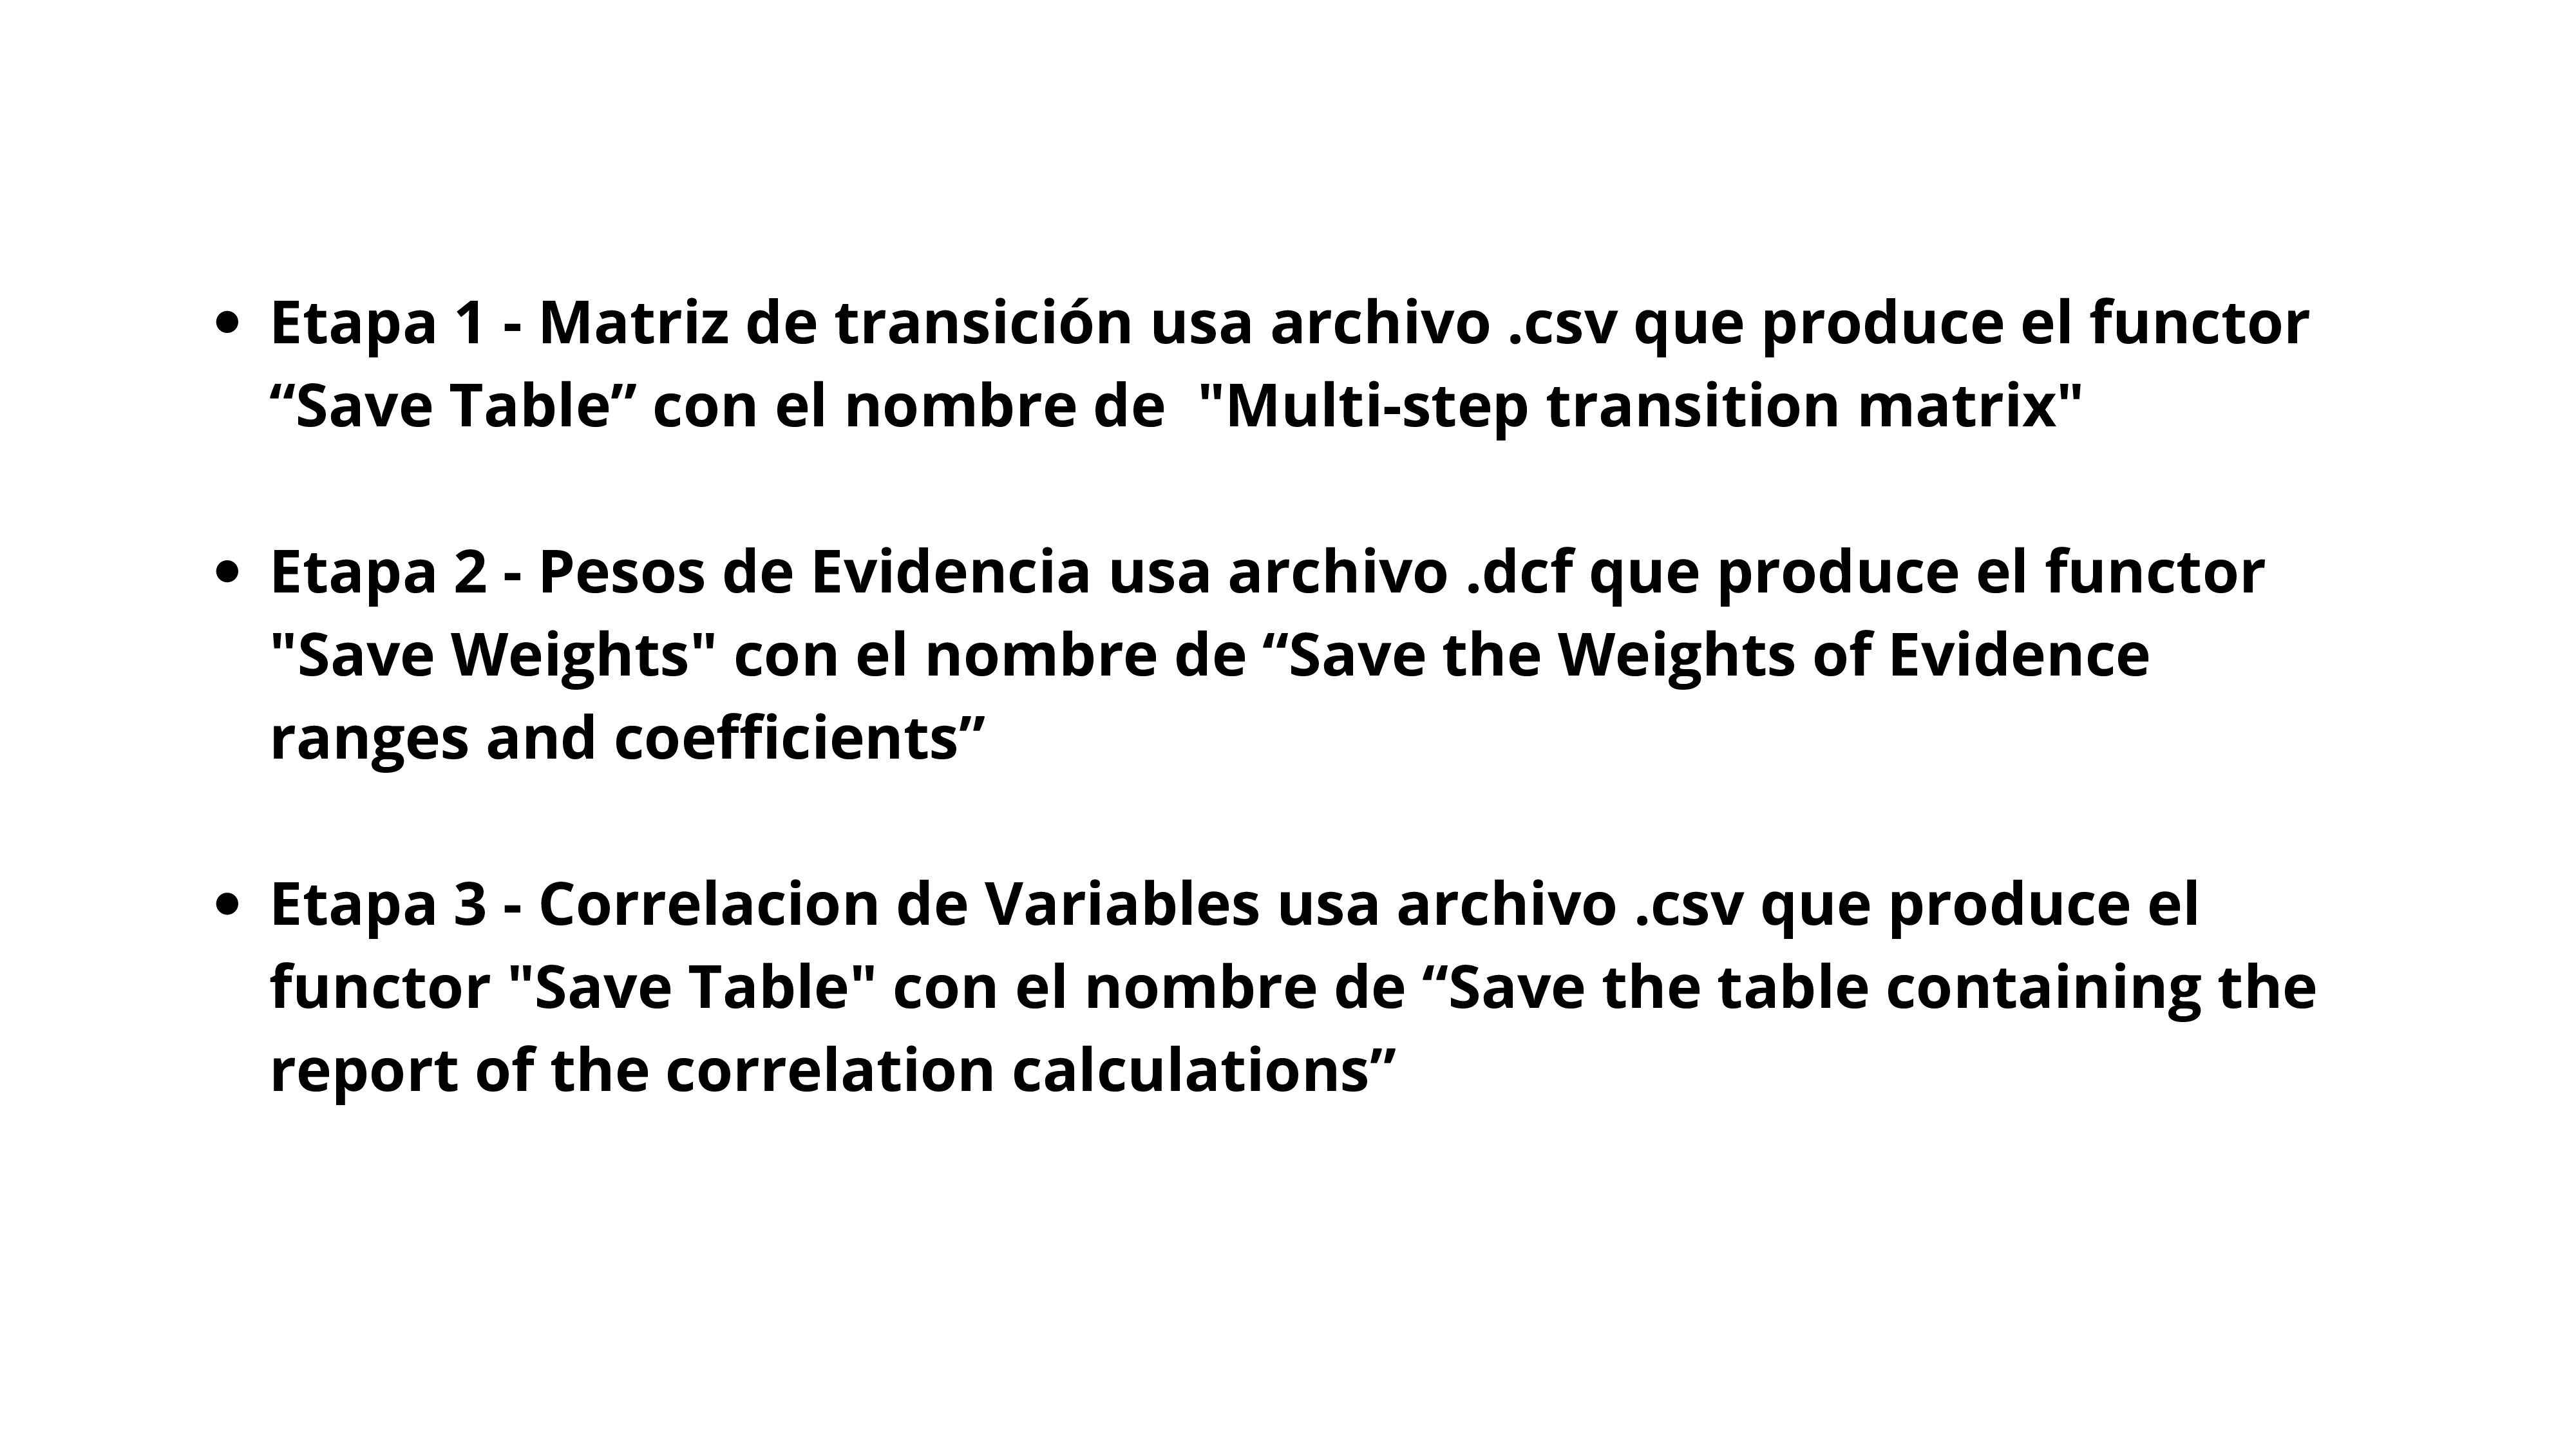 • Etapa 1 - Matriz de transición usa archivo .csv que produce el functor
“Save Table” con el nombre de  "Multi-step transition matrix"
• Etapa 2 - Pesos de Evidencia usa archivo .dcf que produce el functor
"Save Weights" con el nombre de “Save the Weights of Evidence
ranges and coefficients”
• Etapa 3 - Correlacion de Variables usa archivo .csv que produce el
functor "Save Table" con el nombre de “Save the table containing the
report of the correlation calculations”